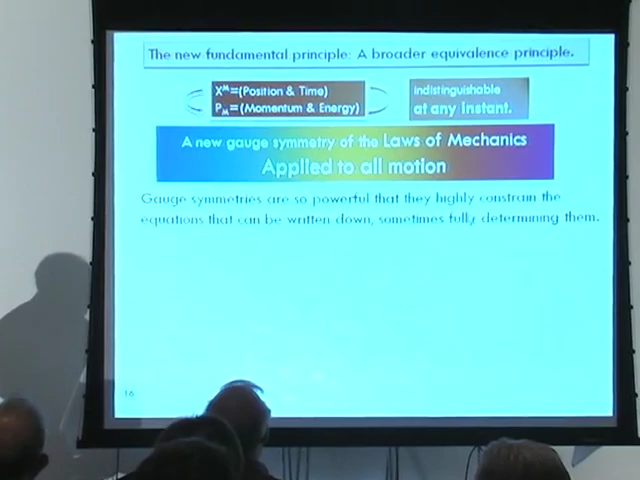 The new fundamental principle: A broader equivalence principle.
Xᴹ=(Position & Time)
Pᴍ=(Momentum & Energy)
Indistinguishable
at any Instant.
A new gauge symmetry of the Laws of Mechanics
Applied to all motion
Gauge symmetries are so powerful that they highly constrain the
equations that can be written down, sometimes fully determining them.
16